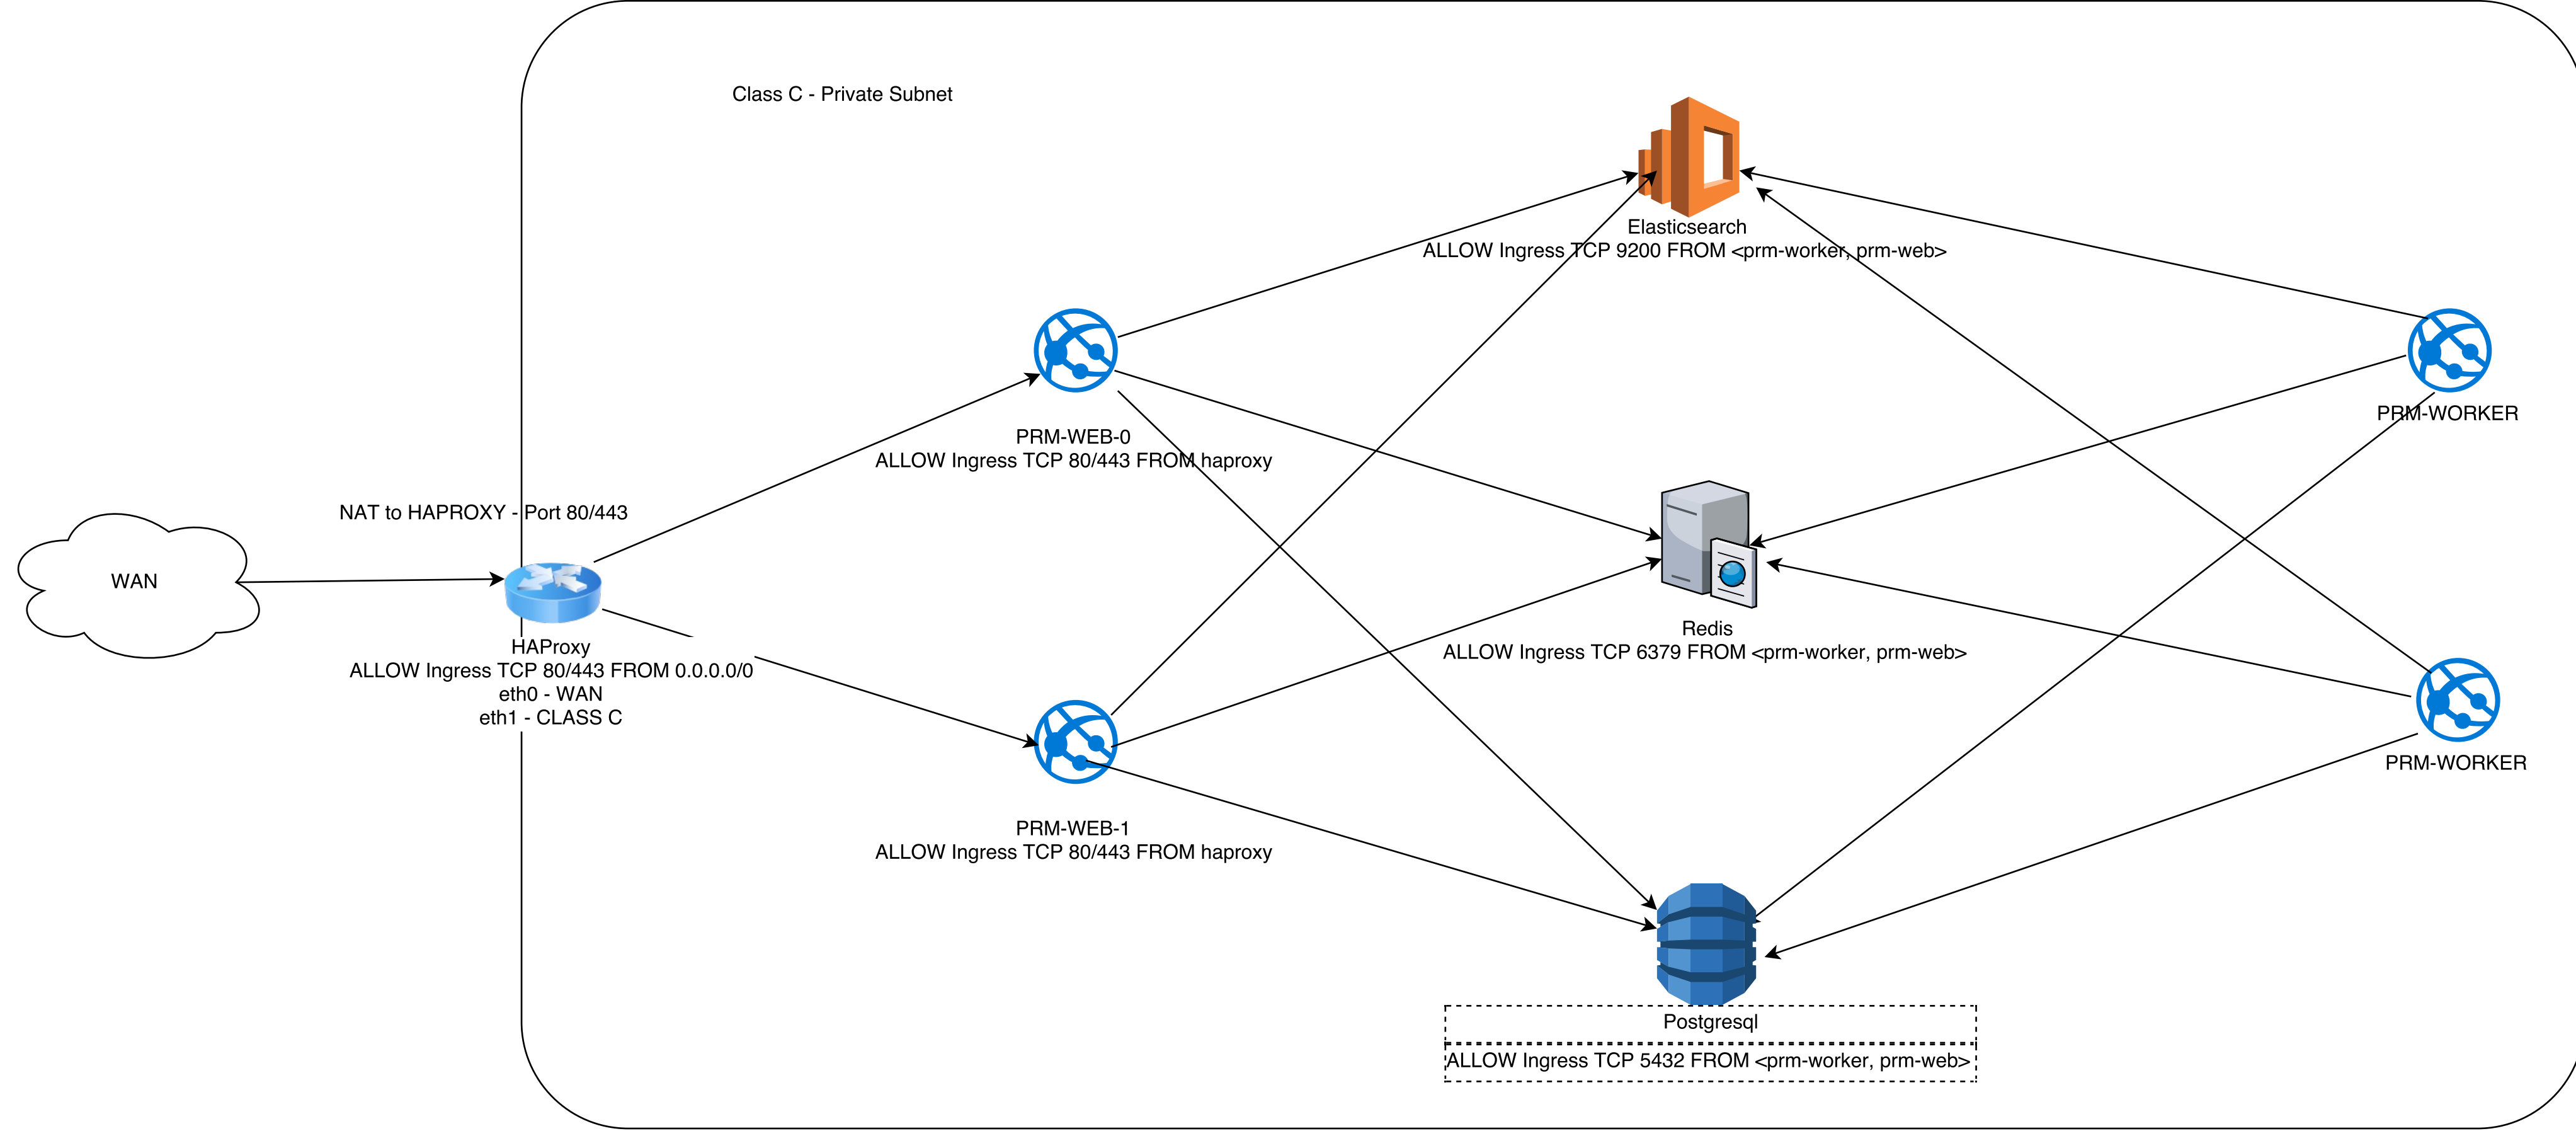 Class C - Private Subnet
Elasticsearch
ALLOW Ingress TCP 9200 FROM <prm-worker, prm-web>
PRM-WEB-0
ALLOW Ingress TCP 80/443 FROM haproxy
PRM-WORKER
NAT to HAPROXY - Port 80/443
WAN
HAProxy
ALLOW Ingress TCP 80/443 FROM 0.0.0.0/0
eth0 - WAN
eth1 - CLASS C
Redis
ALLOW Ingress TCP 6379 FROM <prm-worker, prm-web>
PRM-WORKER
PRM-WEB-1
ALLOW Ingress TCP 80/443 FROM haproxy
Postgresql
ALLOW Ingress TCP 5432 FROM <prm-worker, prm-web>